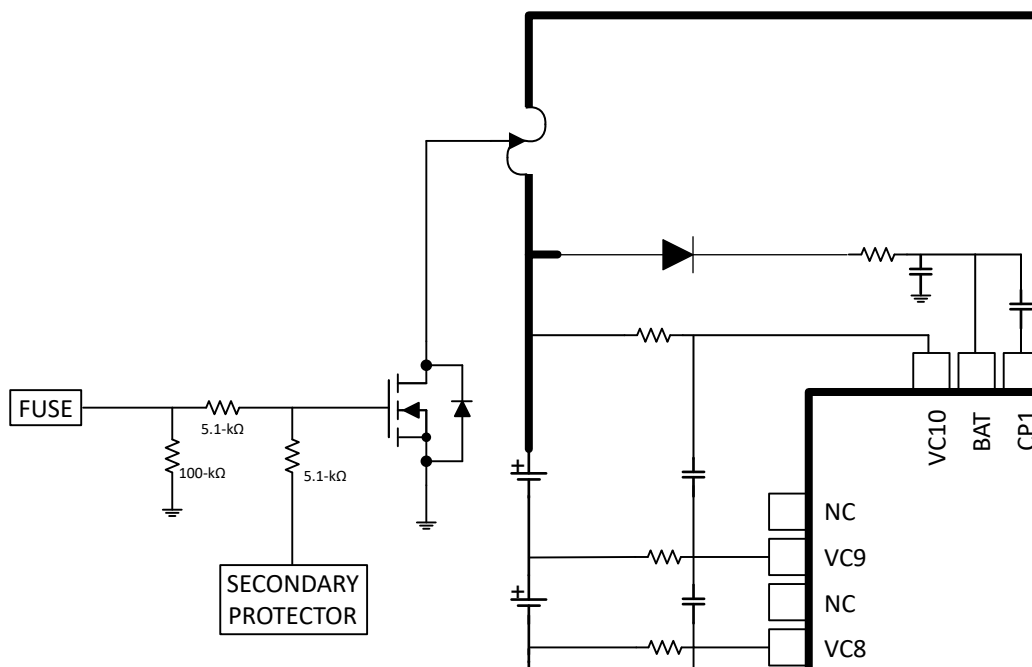 FUSE
5.1-kΩ
100-kΩ
5.1-kΩ
SECONDARY
PROTECTOR
+
+
VC10
BAT
CP1
NC
VC9
NC
VC8